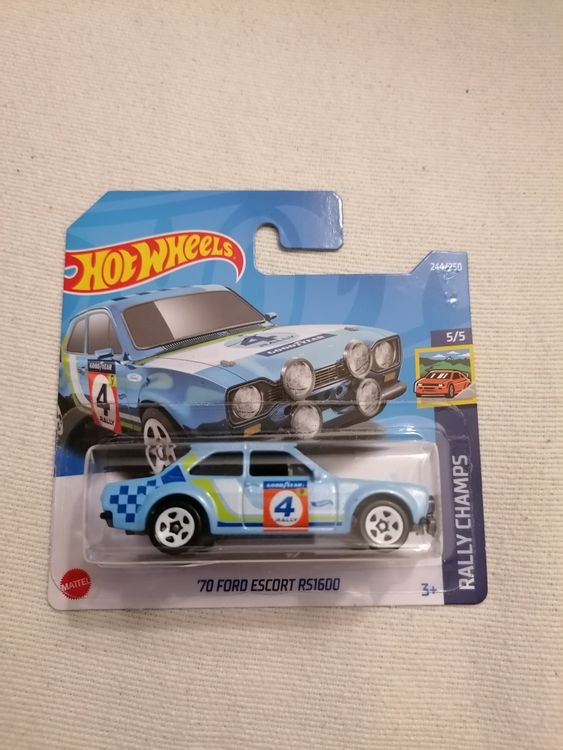 HOT WHEELS
244/250
5/5
GOODYEAR
GOODYEAR
4
RALLY
GOODYEAR
4
RALLY
RALLY CHAMPS
MATTEL
'70 FORD ESCORT RS1600
3+